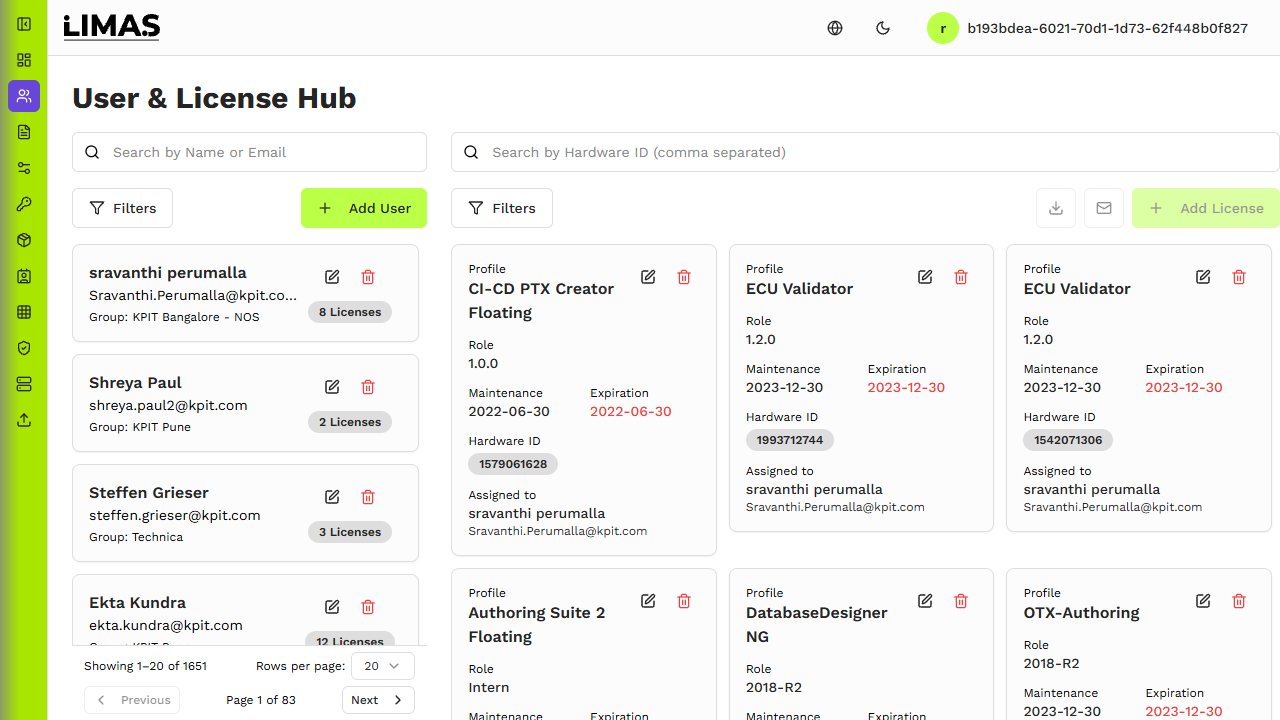 LIMAS
r
b193bdea-6021-70d1-1d73-62f448b0f827
User & License Hub
Search by Name or Email
Search by Hardware ID (comma separated)
Filters
Add User
Filters
Add License
sravanthi perumalla
Sravanthi.Perumalla@kpit.co...
Group: KPIT Bangalore - NOS
8 Licenses
Shreya Paul
shreya.paul2@kpit.com
Group: KPIT Pune
2 Licenses
Steffen Grieser
steffen.grieser@kpit.com
Group: Technica
3 Licenses
Ekta Kundra
ekta.kundra@kpit.com
12 Licenses
Showing 1–20 of 1651
Rows per page:
20
Previous
Page 1 of 83
Next
Profile
CI-CD PTX Creator
Floating
Role
1.0.0
Maintenance
Expiration
2022-06-30
2022-06-30
Hardware ID
1579061628
Assigned to
sravanthi perumalla
Sravanthi.Perumalla@kpit.com
Profile
ECU Validator
Role
1.2.0
Maintenance
Expiration
2023-12-30
2023-12-30
Hardware ID
1993712744
Assigned to
sravanthi perumalla
Sravanthi.Perumalla@kpit.com
Profile
ECU Validator
Role
1.2.0
Maintenance
Expiration
2023-12-30
2023-12-30
Hardware ID
1542071306
Assigned to
sravanthi perumalla
Sravanthi.Perumalla@kpit.com
Profile
Authoring Suite 2
Floating
Role
Intern
Maintenance
Expiration
Profile
DatabaseDesigner
NG
Role
2018-R2
Maintenance
Expiration
Profile
OTX-Authoring
Role
2018-R2
Maintenance
Expiration
2023-12-30
2023-12-30